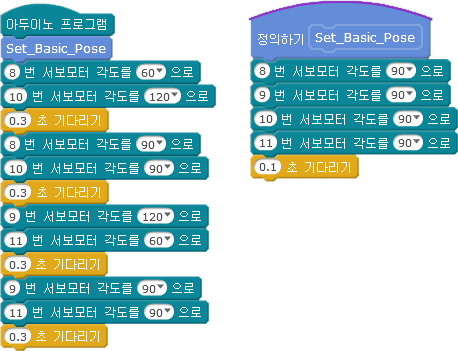 아두이노 프로그램
Set_Basic_Pose
8 번 서보모터 각도를 60 으로
10 번 서보모터 각도를 120 으로
0.3 초 기다리기
8 번 서보모터 각도를 90 으로
10 번 서보모터 각도를 90 으로
0.3 초 기다리기
9 번 서보모터 각도를 120 으로
11 번 서보모터 각도를 60 으로
0.3 초 기다리기
9 번 서보모터 각도를 90 으로
11 번 서보모터 각도를 90 으로
0.3 초 기다리기
정의하기 Set_Basic_Pose
8 번 서보모터 각도를 90 으로
9 번 서보모터 각도를 90 으로
10 번 서보모터 각도를 90 으로
11 번 서보모터 각도를 90 으로
0.1 초 기다리기